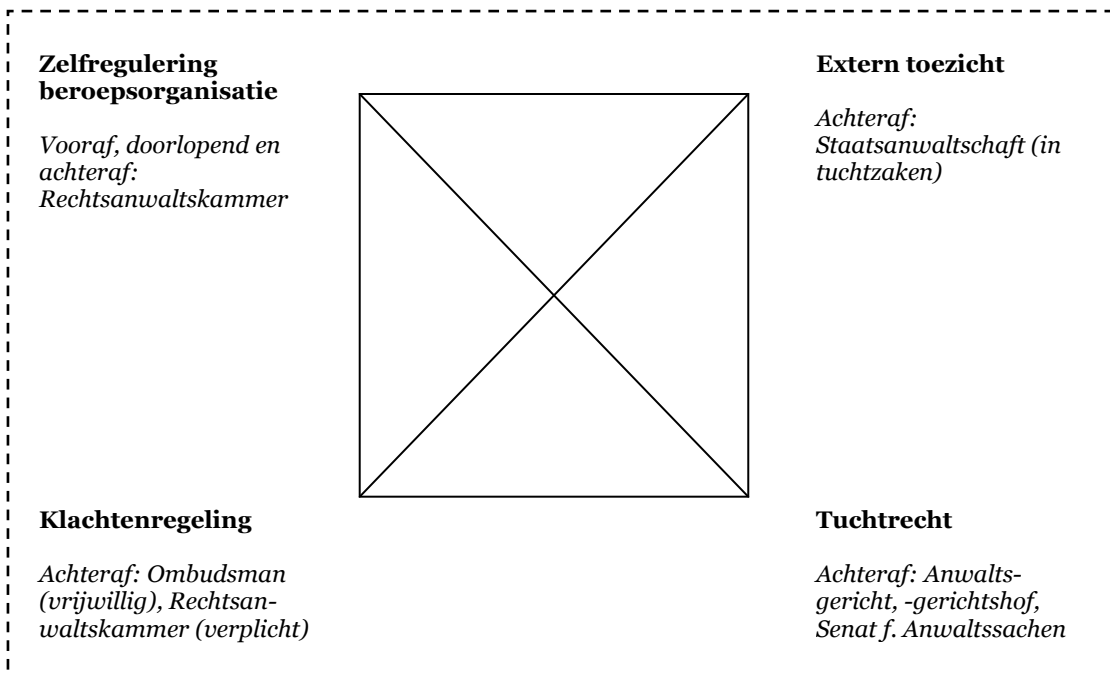 Zelfregulering
beroepsorganisatie
Vooraf, doorlopend en
achteraf:
Rechtsanwaltskammer
Extern toezicht
Achteraf:
Staatsanwaltschaft (in
tuchtzaken)
Klachtenregeling
Achteraf: Ombudsman
(vrijwillig), Rechtsan-
waltskammer (verplicht)
Tuchtrecht
Achteraf: Anwalts-
gericht, -gerichtshof,
Senat f. Anwaltssachen